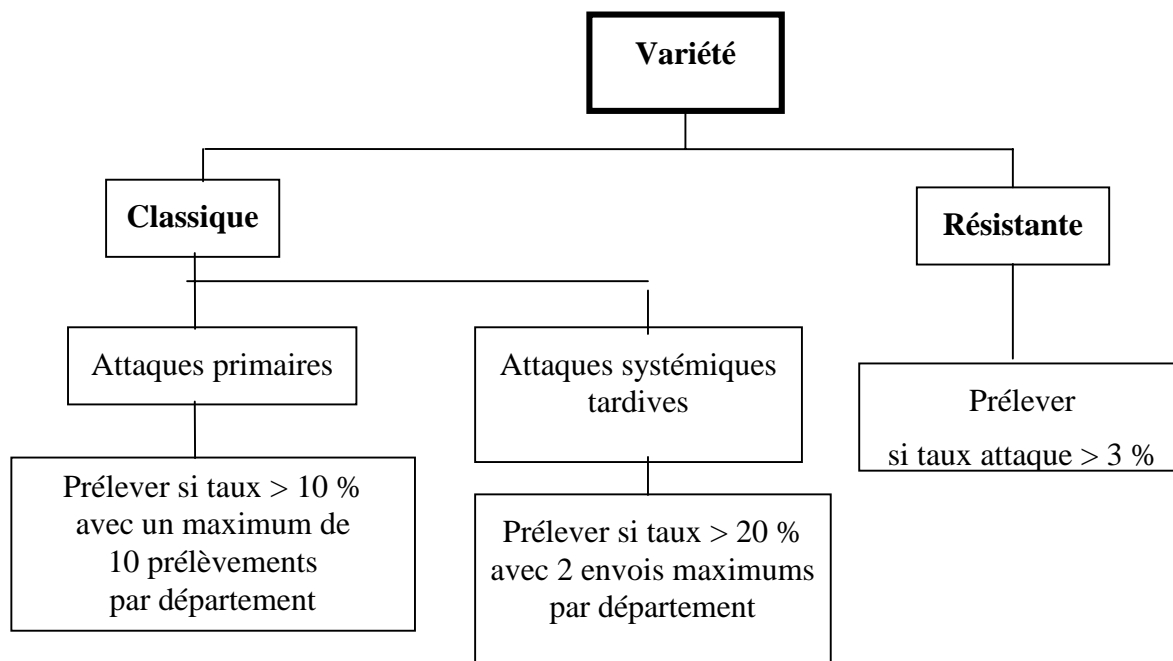 Variété
Classique
Résistante
Attaques primaires
Attaques systémiques
tardives
Prélever
si taux attaque > 3 %
Prélever si taux > 10 %
avec un maximum de
10 prélèvements
par département
Prélever si taux > 20 %
avec 2 envois maximums
par département